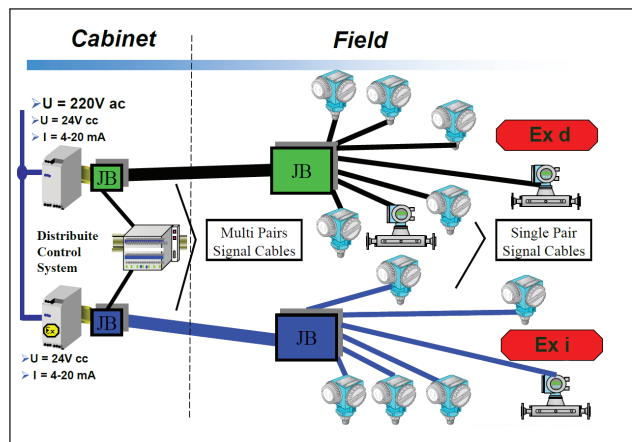 Cabinet
Field
U = 220V ac
U = 24V cc
I = 4-20 mA
Ex d
JB
JB
Distribuite
Control
System
Multi Pairs
Signal Cables
Single Pair
Signal Cables
JB
JB
Ex
Ex i
U = 24V cc
I = 4-20 mA